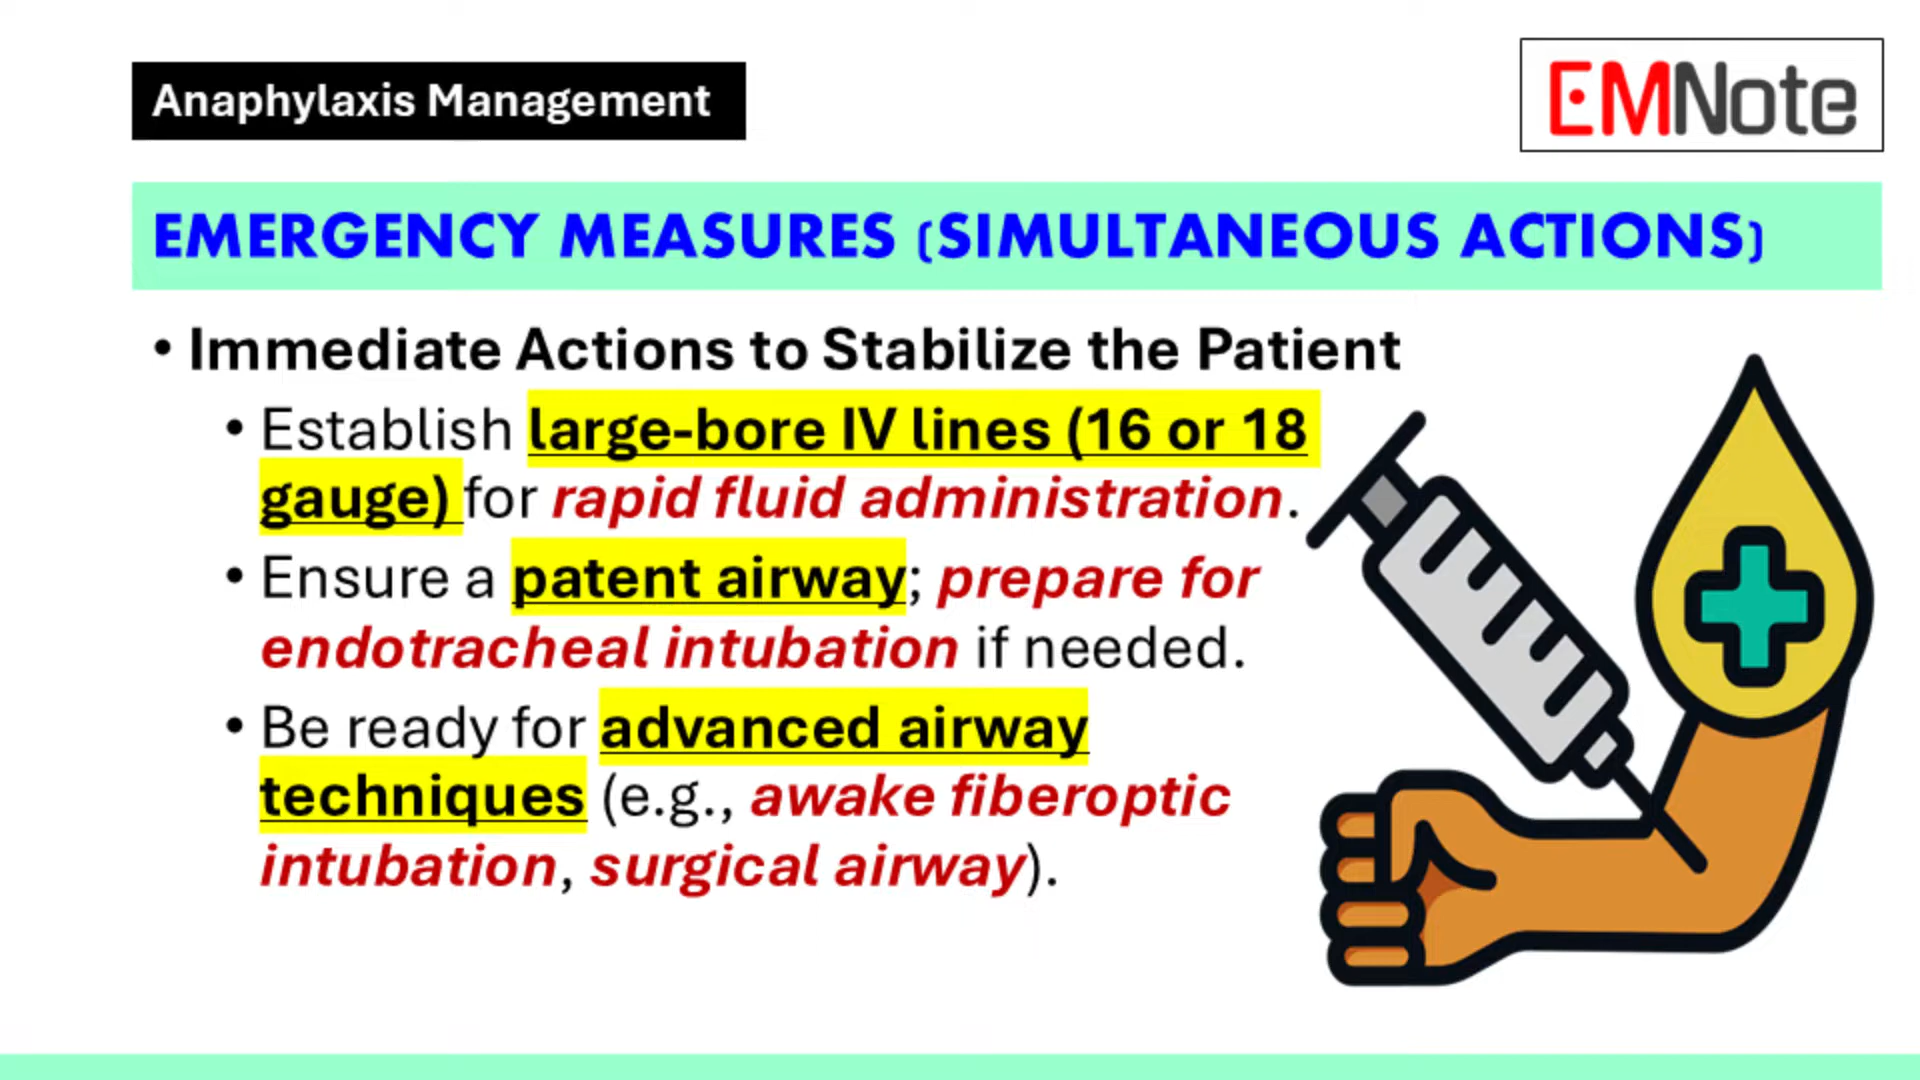 Anaphylaxis Management
EMNote
EMERGENCY MEASURES (SIMULTANEOUS ACTIONS)
• Immediate Actions to Stabilize the Patient
• Establish large-bore IV lines (16 or 18
gauge) for rapid fluid administration.
• Ensure a patent airway; prepare for
endotracheal intubation if needed.
• Be ready for advanced airway
techniques (e.g., awake fiberoptic
intubation, surgical airway).